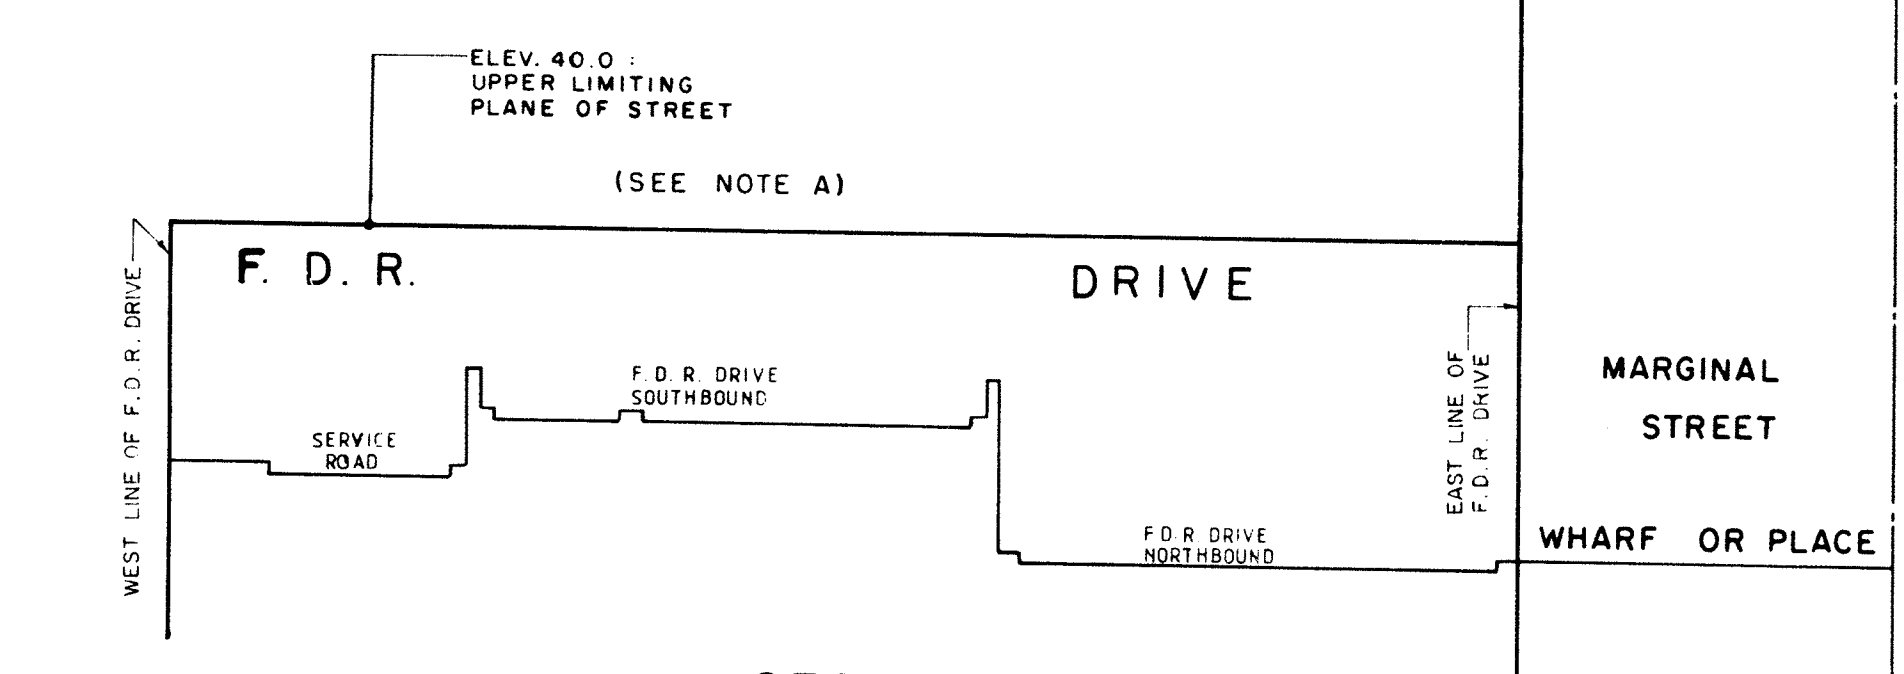 ELEV. 40.0 :
UPPER LIMITING
PLANE OF STREET
(SEE NOTE A)
F. D. R. DRIVE
WEST LINE OF F.D.R. DRIVE
SERVICE
ROAD
F.D.R. DRIVE
SOUTHBOUND
F.D.R. DRIVE
NORTHBOUND
EAST LINE OF
F.D.R. DRIVE
MARGINAL
STREET
WHARF OR PLACE